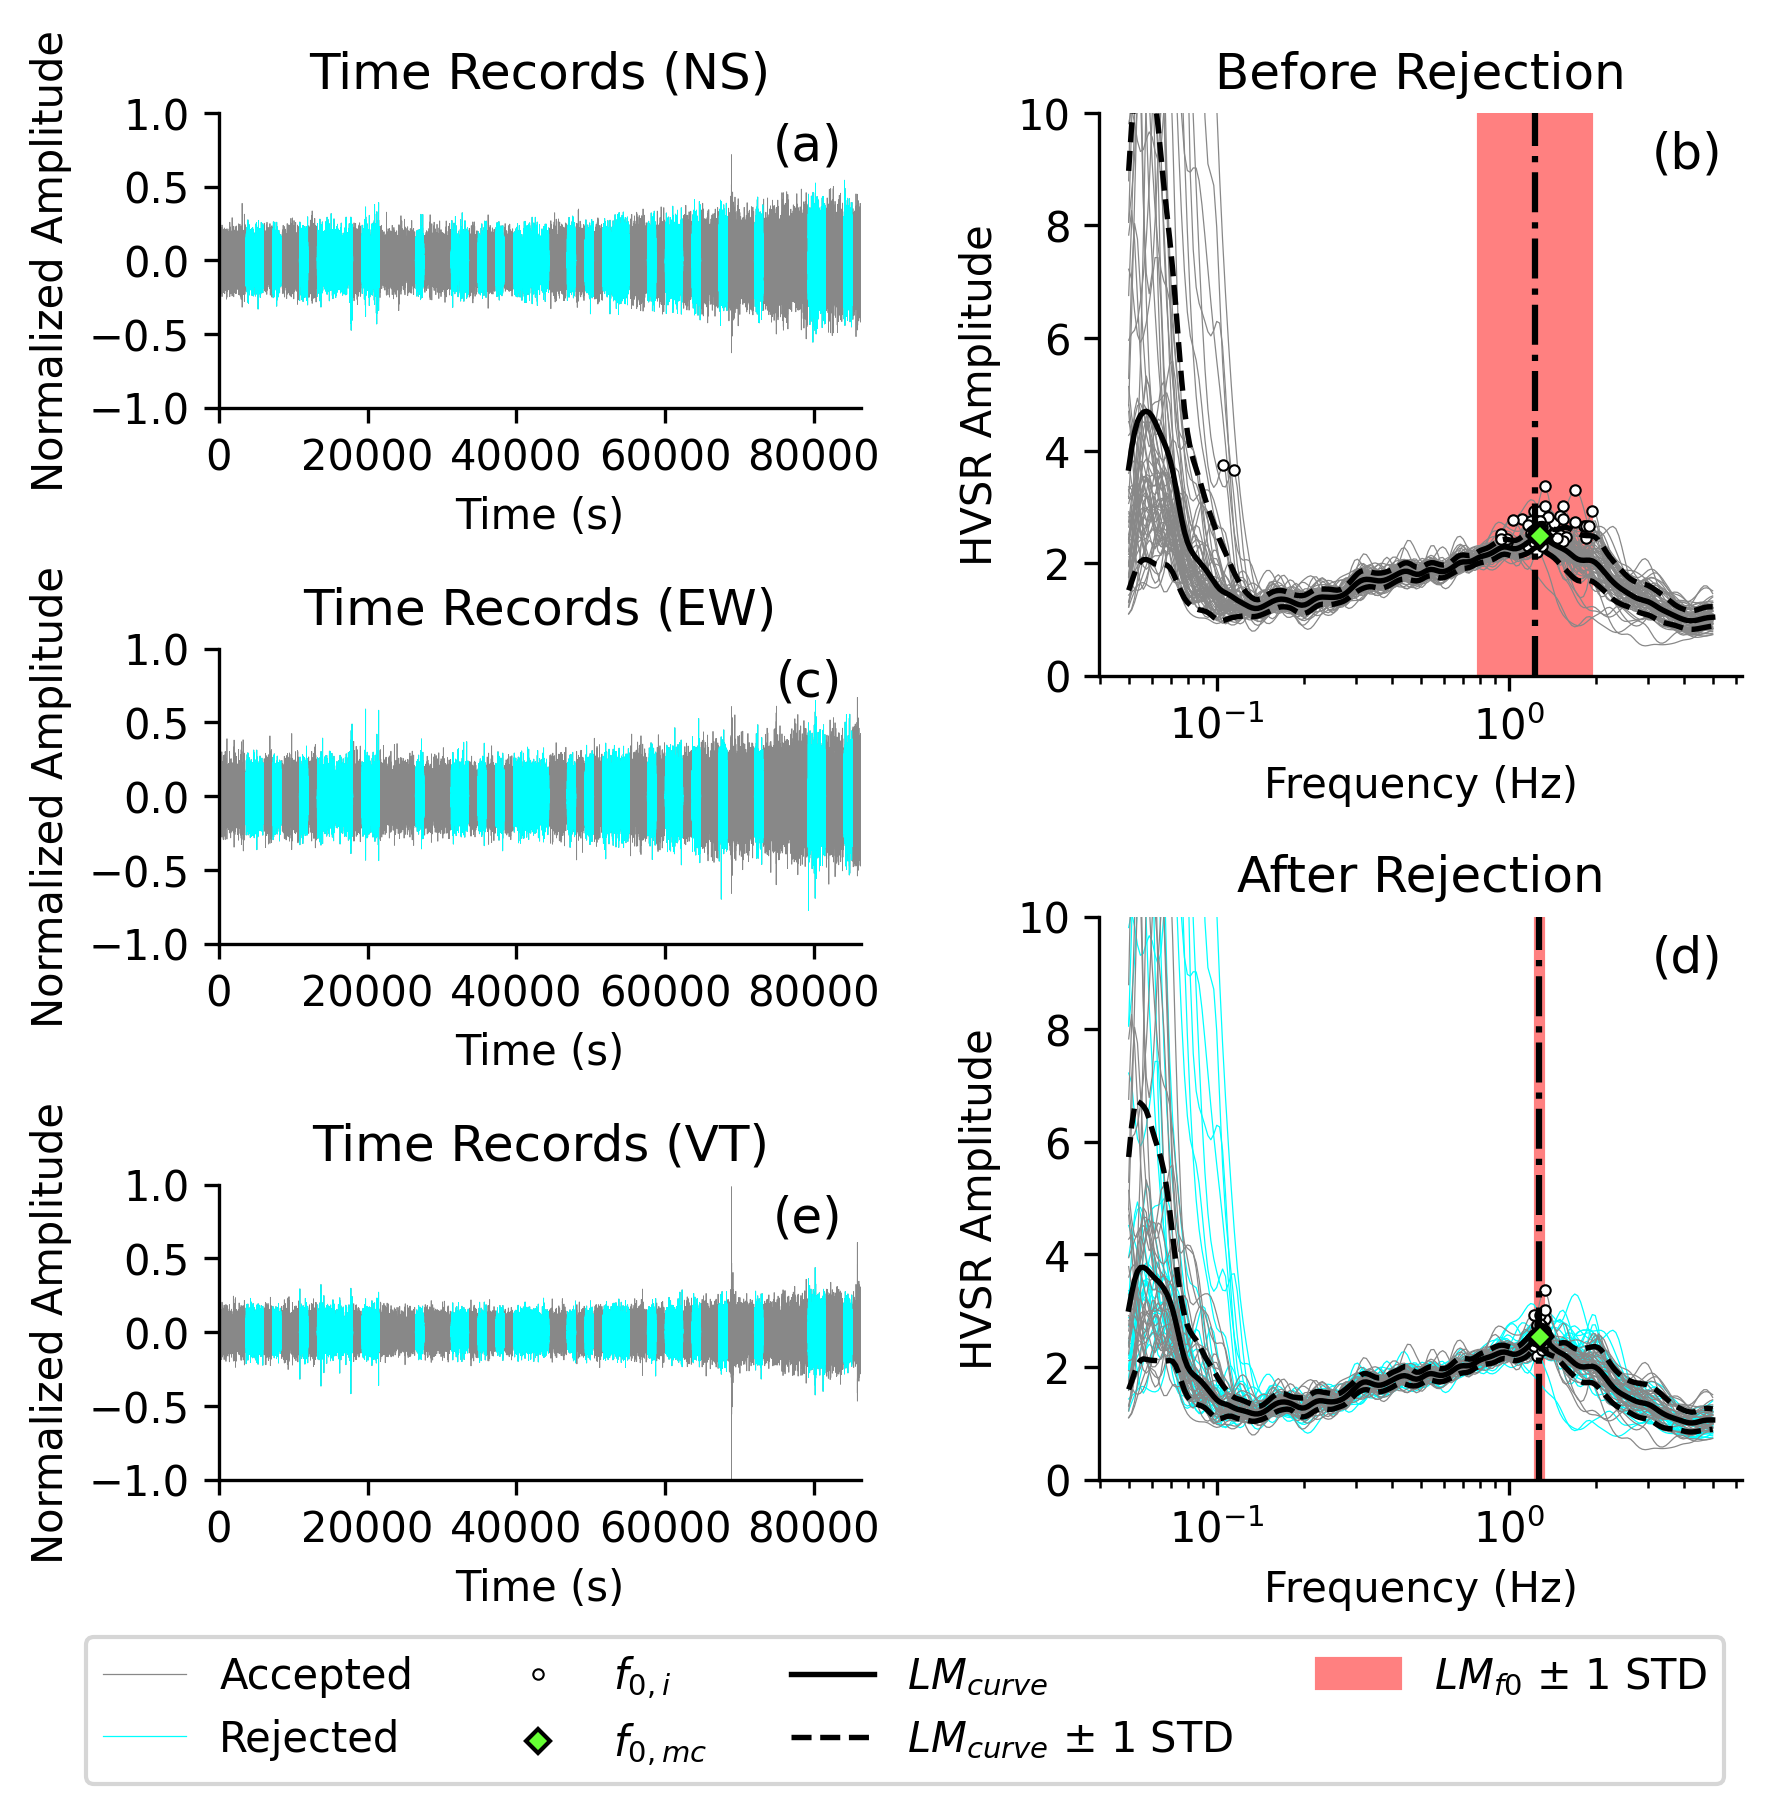 Time Records (NS)
Normalized Amplitude
1.0
0.5
0.0
−0.5
−1.0
(a)
0 20000 40000 60000 80000
Time (s)
Before Rejection
HVSR Amplitude
10
8
6
4
2
0
(b)
10⁻¹ 10⁰
Frequency (Hz)
Time Records (EW)
Normalized Amplitude
1.0
0.5
0.0
−0.5
−1.0
(c)
0 20000 40000 60000 80000
Time (s)
After Rejection
HVSR Amplitude
10
8
6
4
2
0
(d)
10⁻¹ 10⁰
Frequency (Hz)
Time Records (VT)
Normalized Amplitude
1.0
0.5
0.0
−0.5
−1.0
(e)
0 20000 40000 60000 80000
Time (s)
Accepted
Rejected
f0,i
f0,mc
LMcurve
LMcurve ± 1 STD
LMf0 ± 1 STD